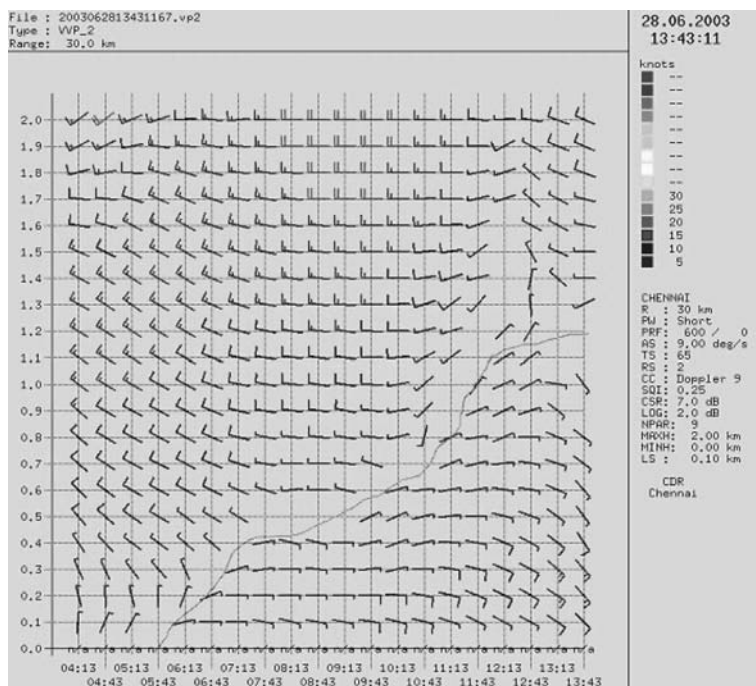 File : 2003062813431167.vp2
Type : VVP_2
Range: 30.0 km
28.06.2003
13:43:11
knots
--
--
--
--
--
--
--
--
--
30
25
20
15
10
5
CHENNAI
R : 30 km
PW : Short
PRF: 600 / 0
AS : 9.00 deg/s
TS : 65
RS : 2
CC : Doppler 9
SQI: 0.25
CSR: 7.0 dB
LOG: 2.0 dB
NPAR: 9
MAXH: 2.00 km
MINH: 0.00 km
LS : 0.10 km
CDR
Chennai
2.0
1.9
1.8
1.7
1.6
1.5
1.4
1.3
1.2
1.1
1.0
0.9
0.8
0.7
0.6
0.5
0.4
0.3
0.2
0.1
0.0
04:13 05:13 06:13 07:13 08:13 09:13 10:13 11:13 12:13 13:13
04:43 05:43 06:43 07:43 08:43 09:43 10:43 11:43 12:43 13:43